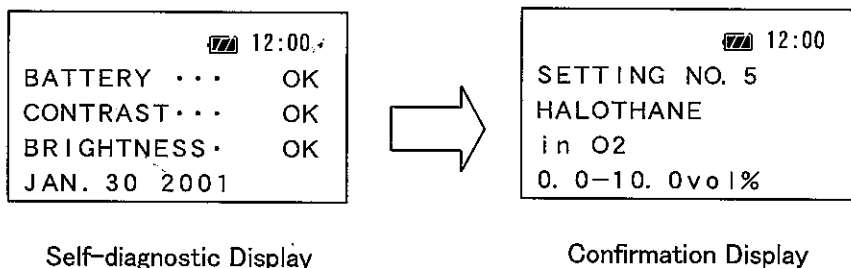 12:00
BATTERY ··· OK
CONTRAST··· OK
BRIGHTNESS· OK
JAN. 30 2001
Self-diagnostic Display
12:00
SETTING NO. 5
HALOTHANE
in O2
0.0-10.0vol%
Confirmation Display